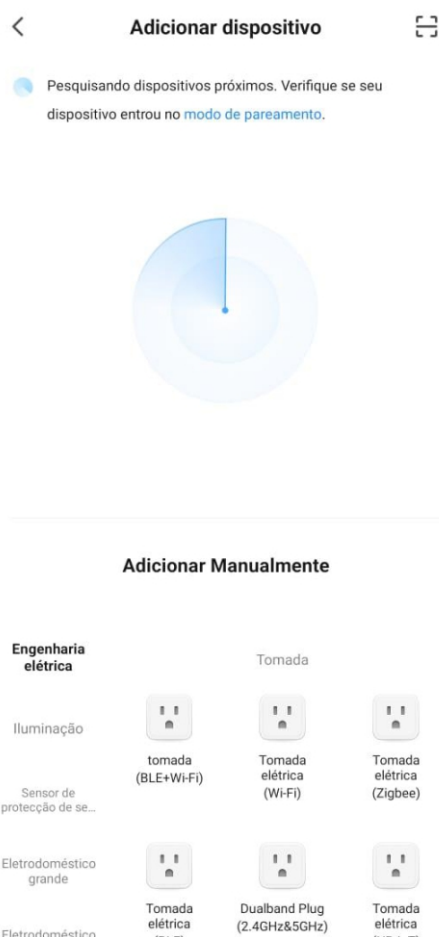 Adicionar dispositivo
Pesquisando dispositivos próximos. Verifique se seu
dispositivo entrou no modo de pareamento.
Adicionar Manualmente
Engenharia
elétrica
Tomada
Iluminação
tomada
(BLE+Wi-Fi)
Tomada
elétrica
(Wi-Fi)
Tomada
elétrica
(Zigbee)
Sensor de
protecção de se...
Eletrodoméstico
grande
Tomada
elétrica
Dualband Plug
(2.4GHz&5GHz)
Tomada
elétrica
Eletrodoméstico